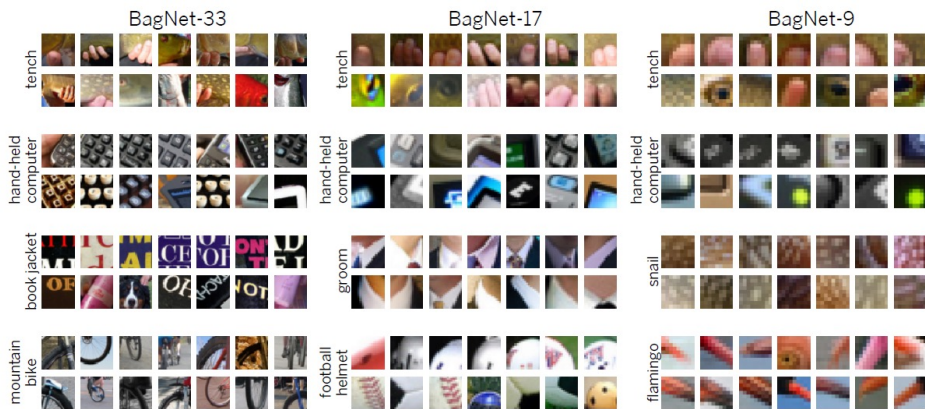 BagNet-33
BagNet-17
BagNet-9
tench
tench
tench
hand-held
computer
hand-held
computer
hand-held
computer
book jacket
groom
snail
mountain
bike
football
helmet
flamingo